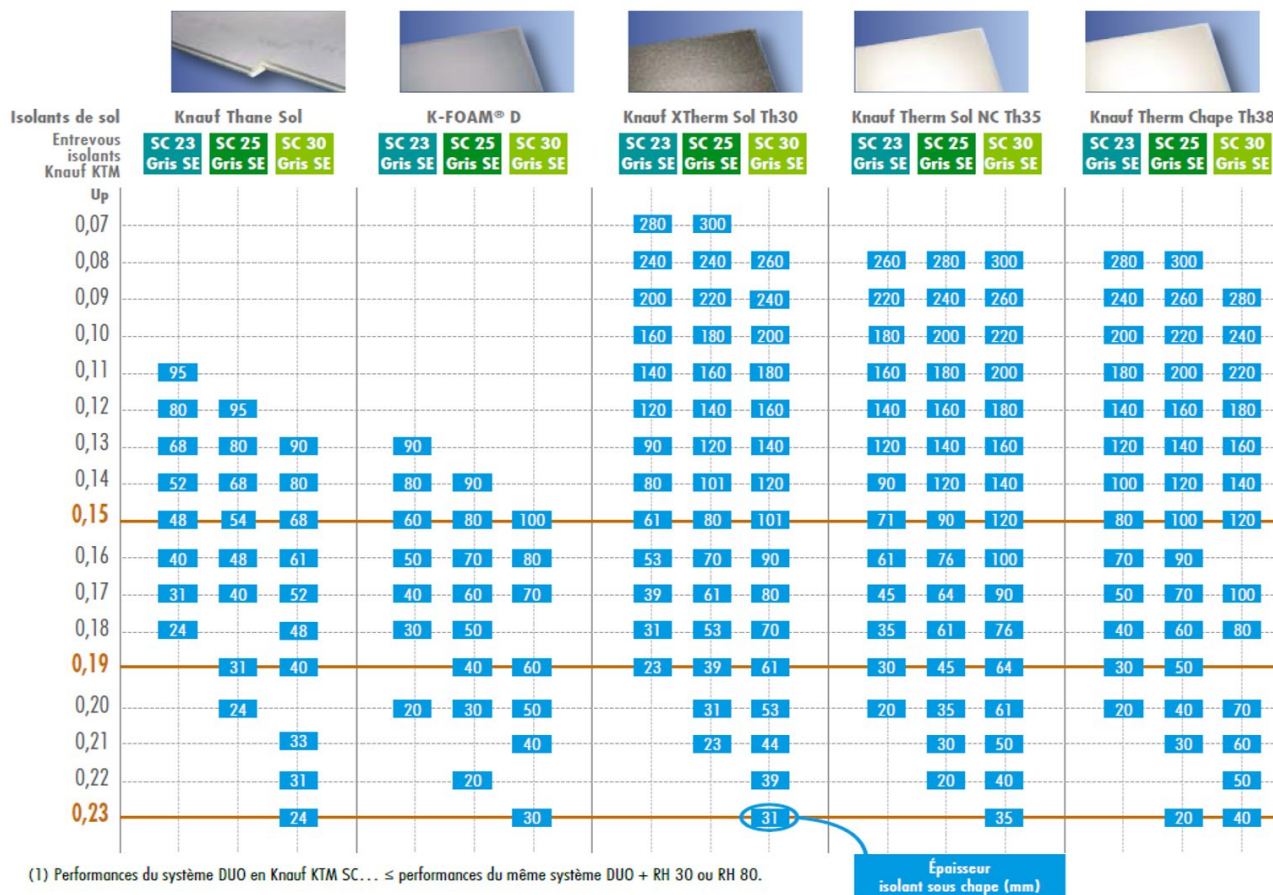 Isolants de sol Knauf Thane Sol K-FOAM® D Knauf XTherm Sol Th30 Knauf Therm Sol NC Th35 Knauf Therm Chape Th38
Entrevous isolants Knauf KTM SC 23 Gris SE SC 25 Gris SE SC 30 Gris SE SC 23 Gris SE SC 25 Gris SE SC 30 Gris SE SC 23 Gris SE SC 25 Gris SE SC 30 Gris SE SC 23 Gris SE SC 25 Gris SE SC 30 Gris SE SC 23 Gris SE SC 25 Gris SE SC 30 Gris SE
Up
0,07 280 300
0,08 240 240 260 260 280 300 280 300
0,09 200 220 240 220 240 260 240 260 280
0,10 160 180 200 180 200 220 200 220 240
0,11 95 140 160 180 160 180 200 180 200 220
0,12 80 95 120 140 160 140 160 180 140 160 180
0,13 68 80 90 90 90 120 140 120 140 160 120 140 160
0,14 52 68 80 80 90 80 101 120 90 120 140 100 120 140
0,15 48 54 68 60 80 100 61 80 101 71 90 120 80 100 120
0,16 40 48 61 50 70 80 53 70 90 61 76 100 70 90
0,17 31 40 52 40 60 70 39 61 80 45 64 90 50 70 100
0,18 24 48 30 50 31 53 70 35 61 76 40 60 80
0,19 31 40 40 60 23 39 61 30 45 64 30 50
0,20 24 20 30 50 31 53 20 35 61 20 40 70
0,21 33 40 23 44 30 50 30 60
0,22 31 20 39 20 40 50
0,23 24 30 31 35 20 40
Épaisseur
isolant sous chape (mm)
(1) Performances du système DUO en Knauf KTM SC... ≤ performances du même système DUO + RH 30 ou RH 80.